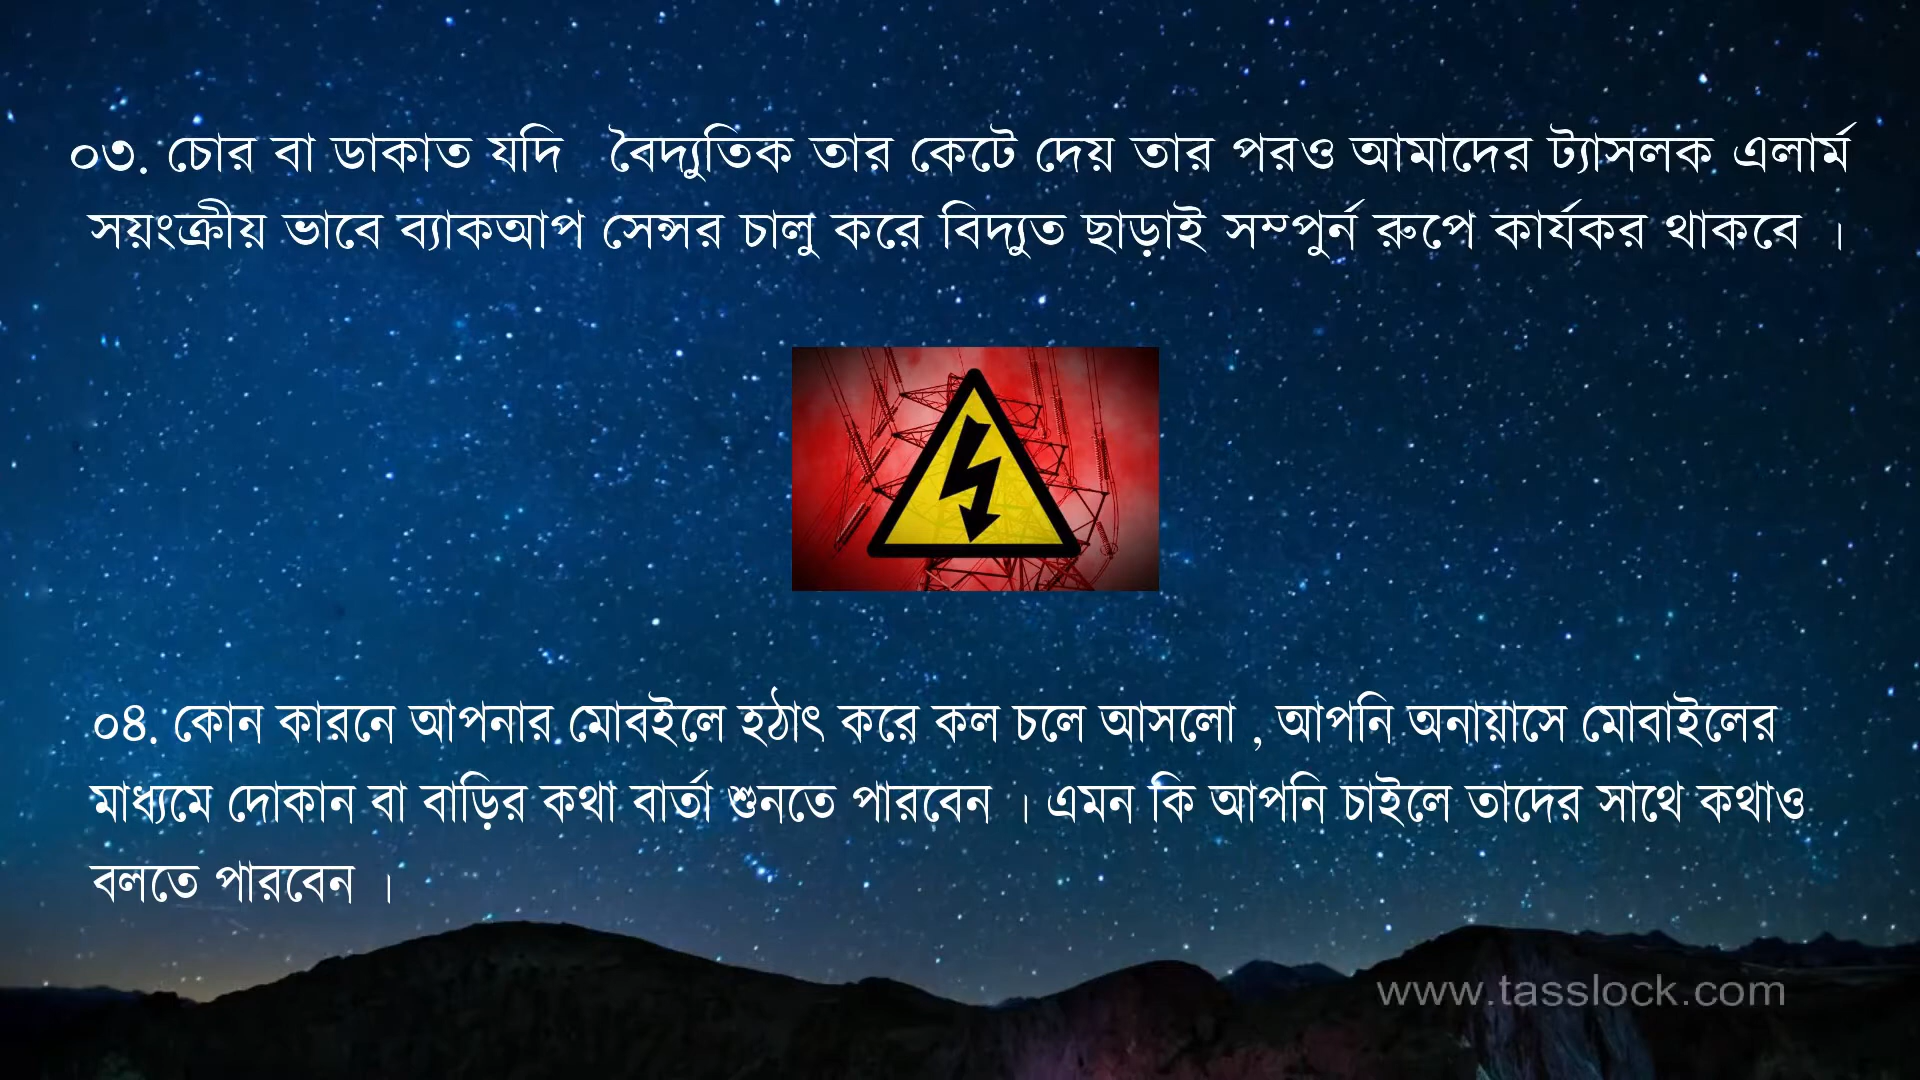 ০৩. চোর বা ডাকাত যদি বৈদ্যুতিক তার কেটে দেয় তার পরও আমাদের ট্যাসলক এলার্ম
সয়ংক্রীয় ভাবে ব্যাকআপ সেন্সর চালু করে বিদ্যুত ছাড়াই সম্পুর্ন রুপে কার্যকর থাকবে ।
০৪. কোন কারনে আপনার মোবইলে হঠাৎ করে কল চলে আসলো , আপনি অনায়াসে মোবাইলের
মাধ্যমে দোকান বা বাড়ির কথা বার্তা শুনতে পারবেন । এমন কি আপনি চাইলে তাদের সাথে কথাও
বলতে পারবেন ।
www.tasslock.com